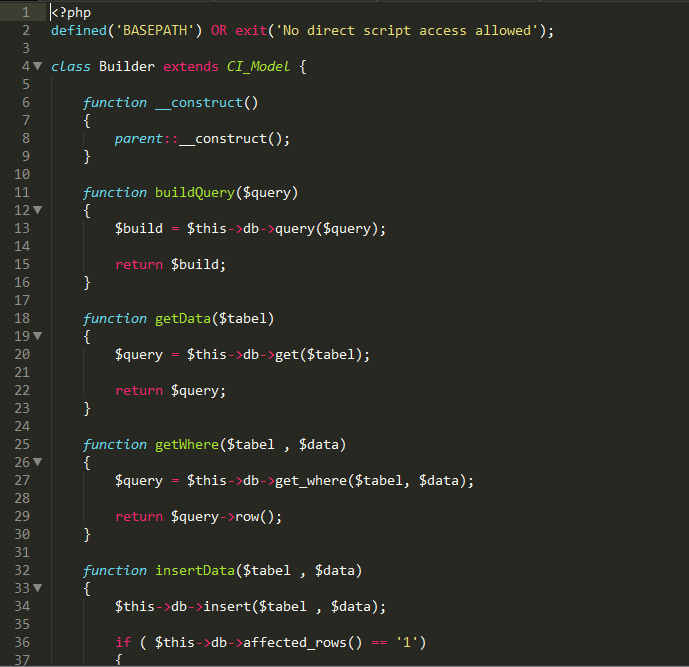 1 <?php
2 defined('BASEPATH') OR exit('No direct script access allowed');
3
4 class Builder extends CI_Model {
5
6 function __construct()
7 {
8 parent::__construct();
9 }
10
11 function buildQuery($query)
12 {
13 $build = $this->db->query($query);
14
15 return $build;
16 }
17
18 function getData($tabel)
19 {
20 $query = $this->db->get($tabel);
21
22 return $query;
23 }
24
25 function getWhere($tabel , $data)
26 {
27 $query = $this->db->get_where($tabel, $data);
28
29 return $query->row();
30 }
31
32 function insertData($tabel , $data)
33 {
34 $this->db->insert($tabel , $data);
35
36 if ( $this->db->affected_rows() == '1')
37 {